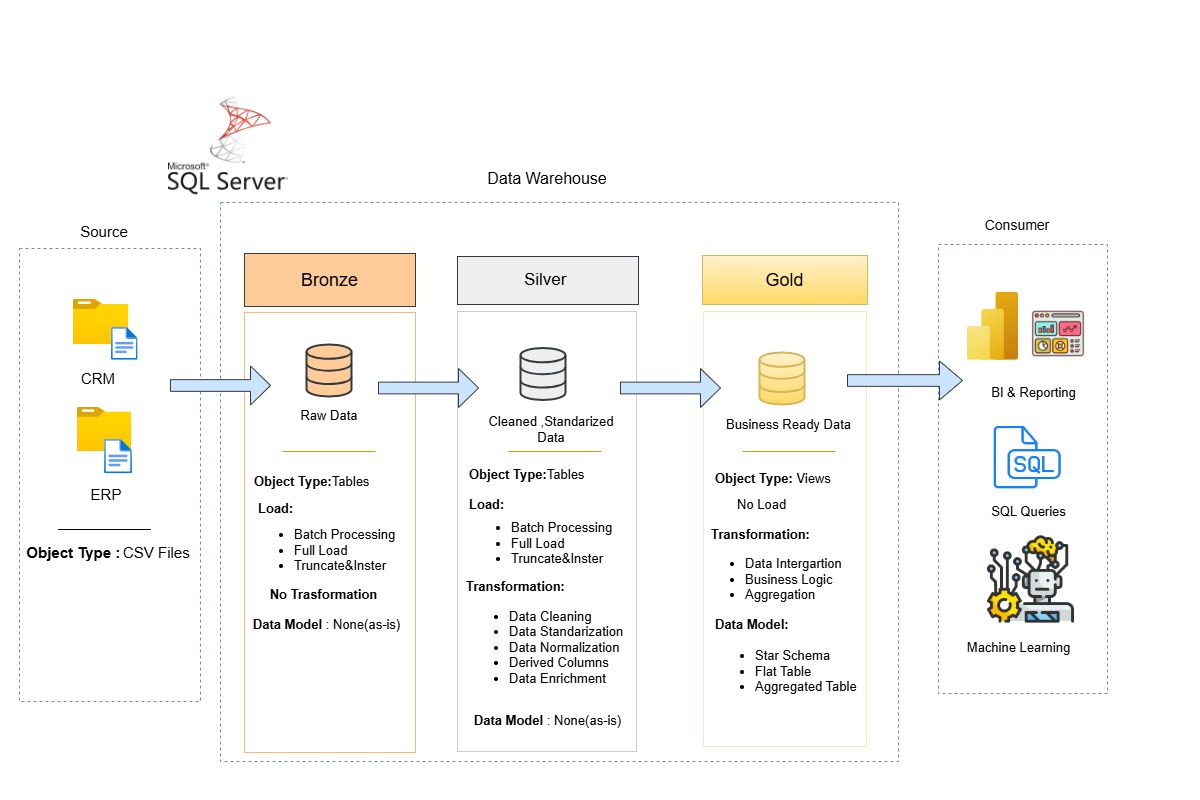 Microsoft®
SQL Server
Data Warehouse
Source
CRM
ERP
Object Type : CSV Files
Bronze
Raw Data
Object Type:Tables
Load:
• Batch Processing
• Full Load
• Truncate&Inster
No Trasformation
Data Model : None(as-is)
Silver
Cleaned ,Standarized
Data
Object Type:Tables
Load:
• Batch Processing
• Full Load
• Truncate&Inster
Transformation:
• Data Cleaning
• Data Standarization
• Data Normalization
• Derived Columns
• Data Enrichment
Data Model : None(as-is)
Gold
Business Ready Data
Object Type: Views
No Load
Transformation:
• Data Intergartion
• Business Logic
• Aggregation
Data Model:
• Star Schema
• Flat Table
• Aggregated Table
Consumer
BI & Reporting
SQL
SQL Queries
Machine Learning